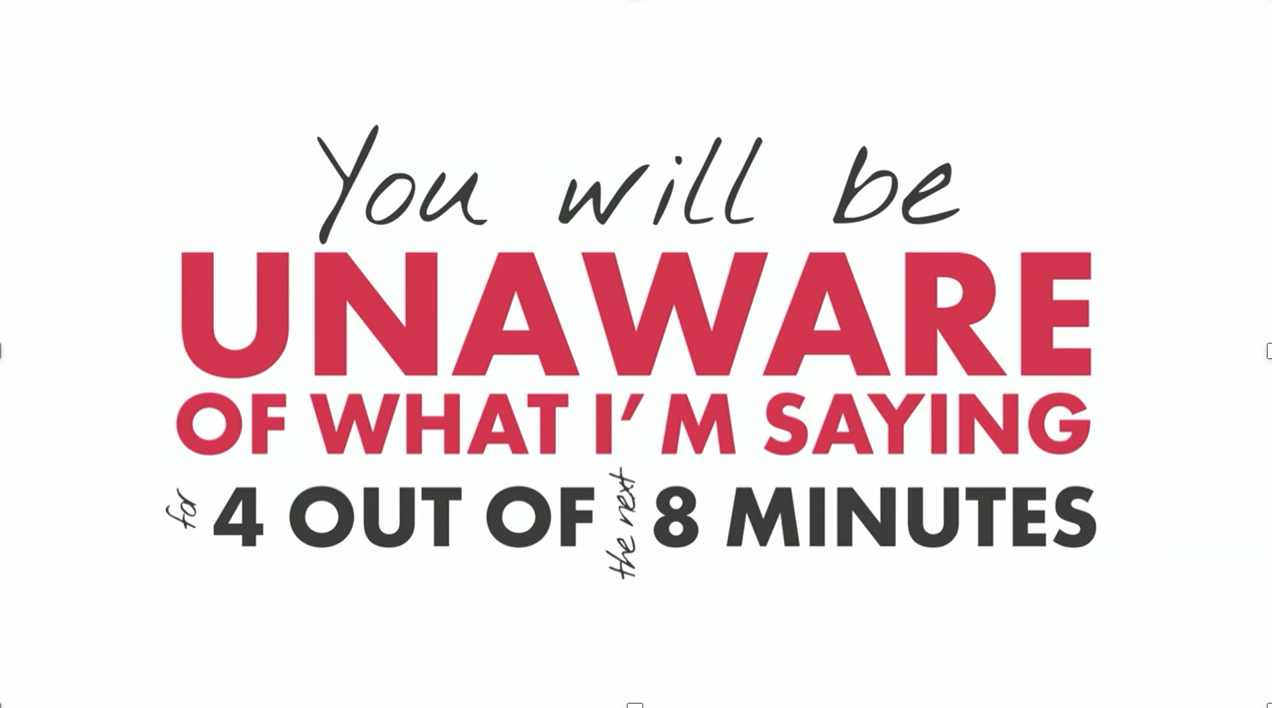 You will be
UNAWARE
OF WHAT I'M SAYING
for 4 OUT OF the next 8 MINUTES